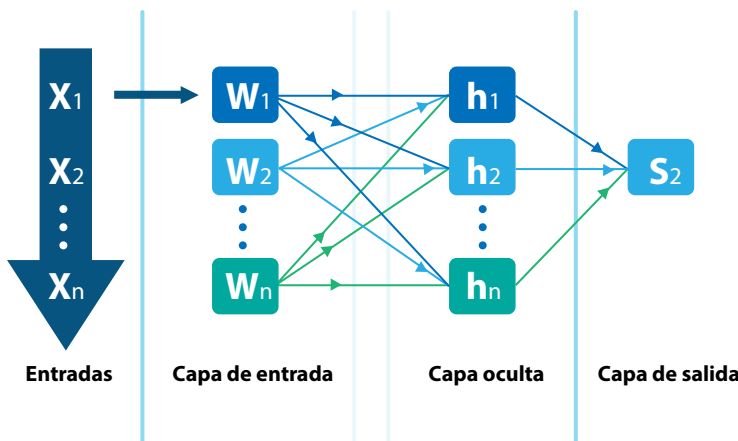 X1 W1 h1
X2 W2 h2 S2
Xn Wn hn
Entradas Capa de entrada Capa oculta Capa de salida